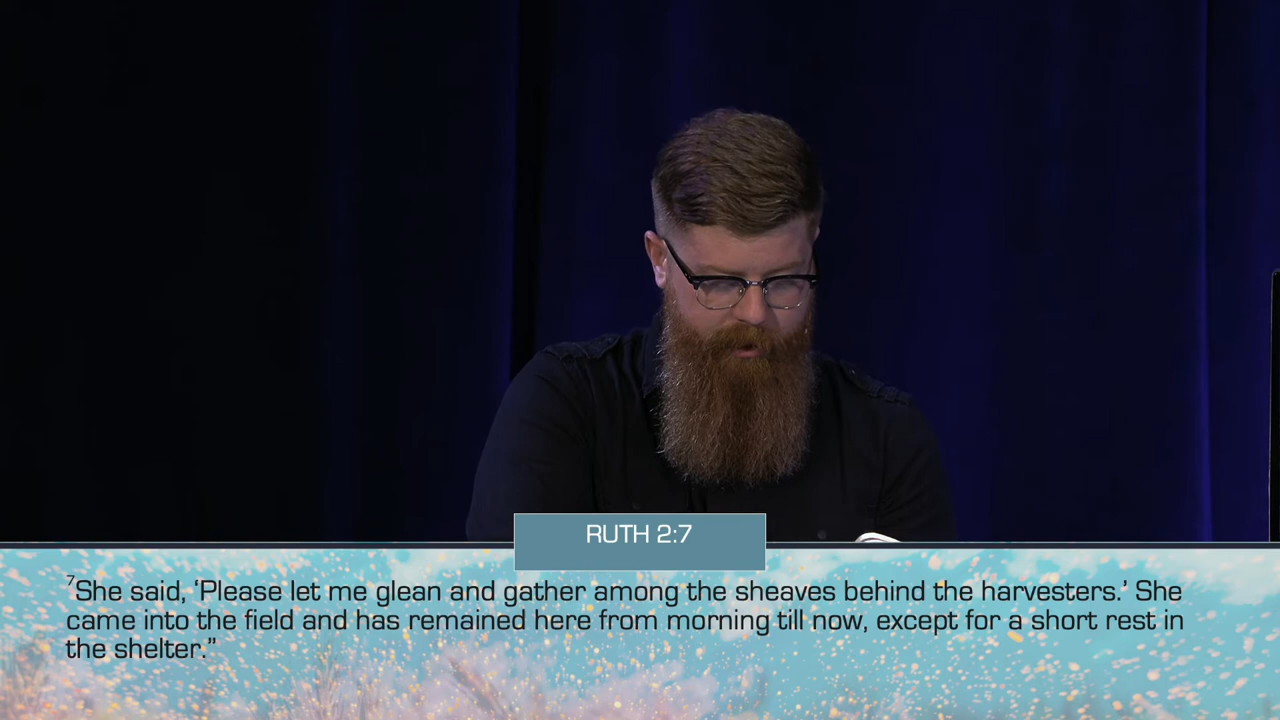 RUTH 2:7
⁷She said, ‘Please let me glean and gather among the sheaves behind the harvesters.’ She
came into the field and has remained here from morning till now, except for a short rest in
the shelter.”